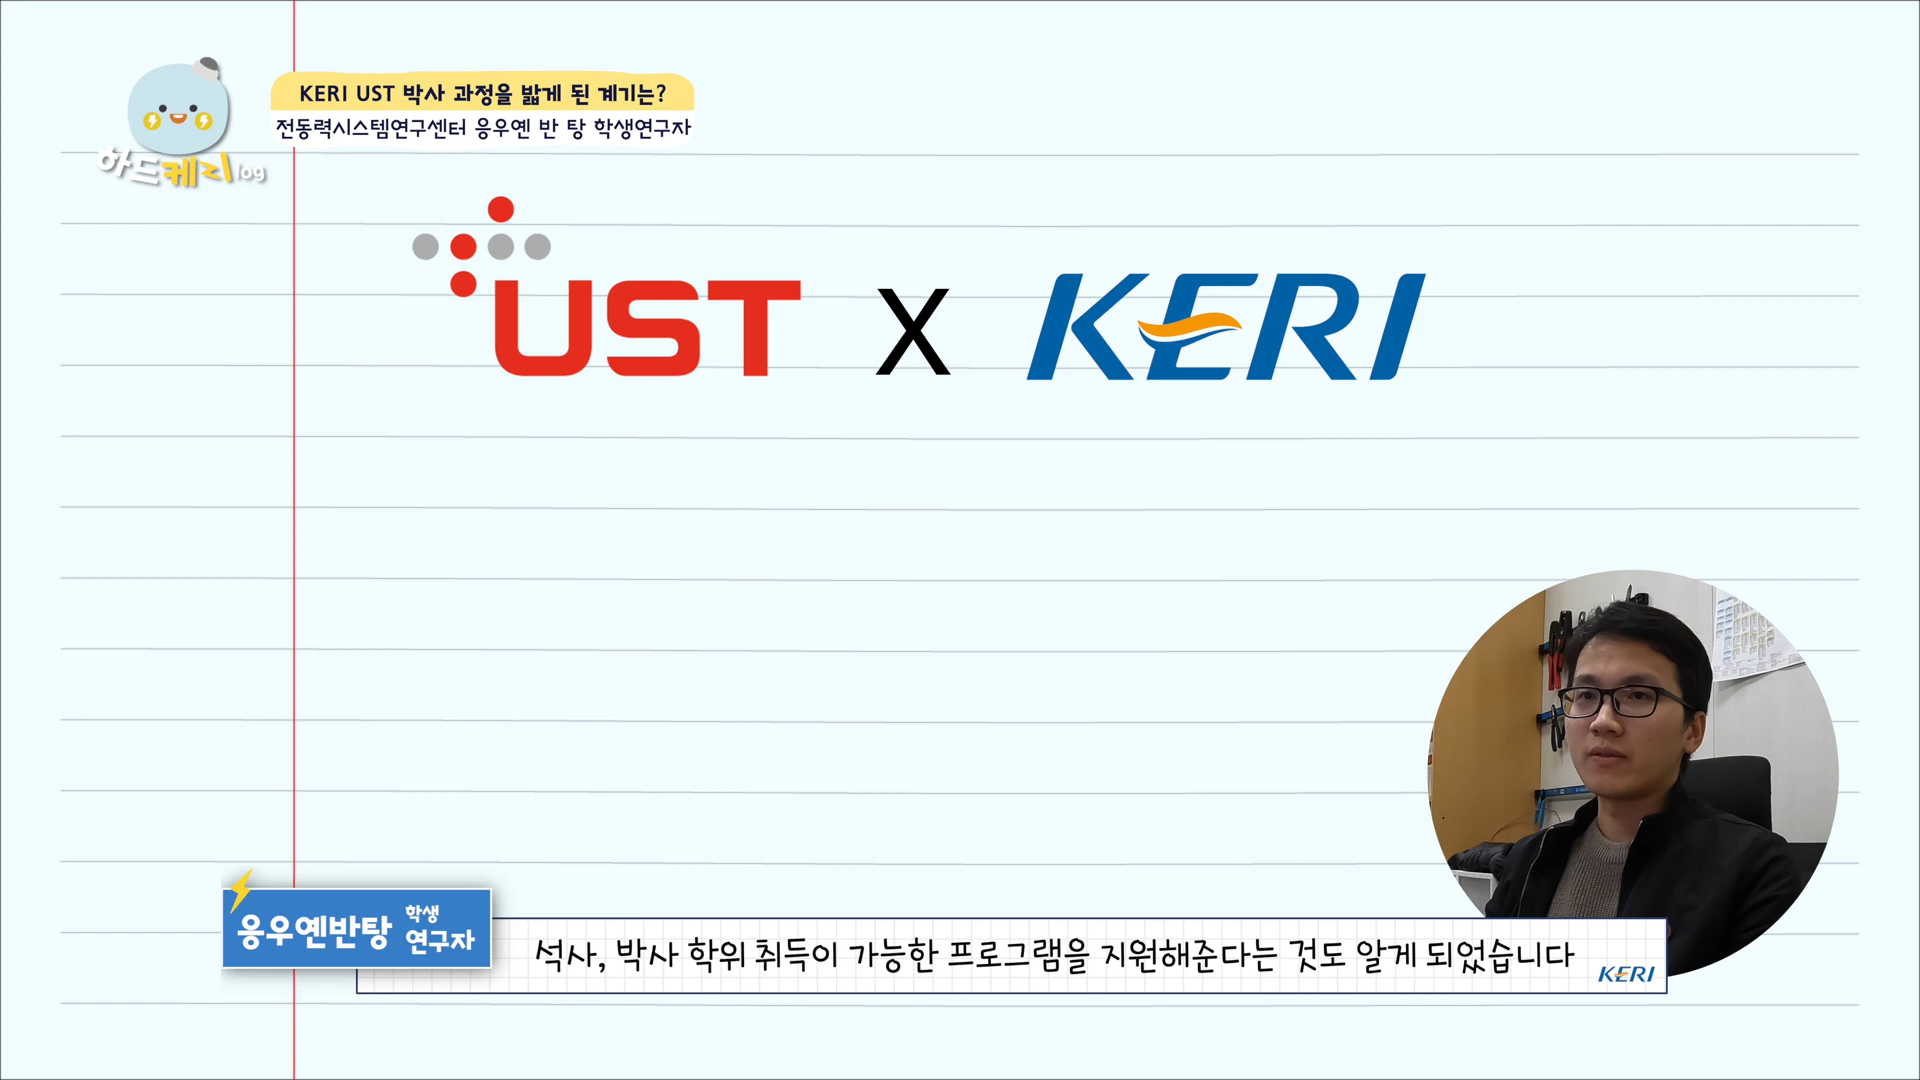 KERI UST 박사 과정을 밟게 된 계기는?
전동력시스템연구센터 응우옌 반 탕 학생연구자
하드케리log
UST X KERI
응우옌반탕 학생
연구자
석사, 박사 학위 취득이 가능한 프로그램을 지원해준다는 것도 알게 되었습니다
KERI